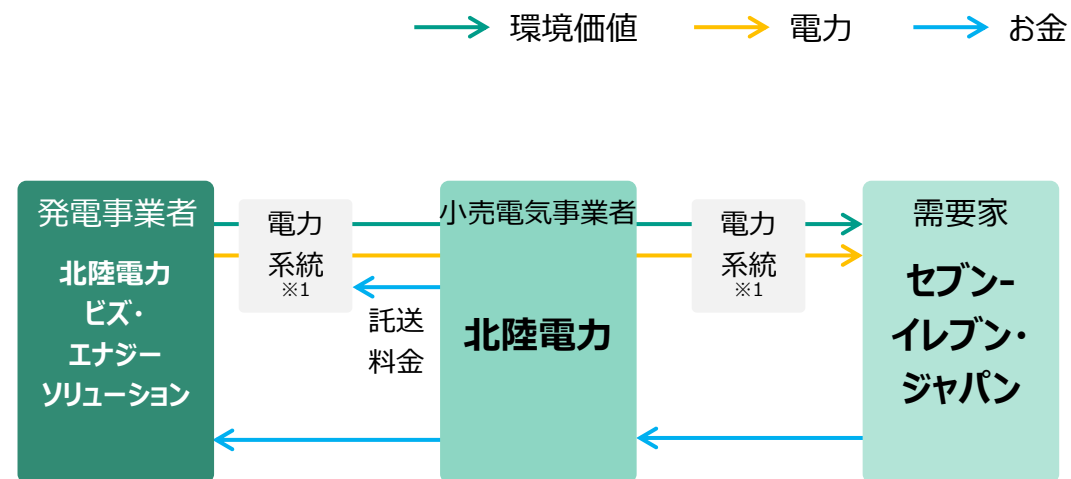 環境価値
電力
お金
発電事業者
北陸電力
ビズ・
エナジー
ソリューション
電力
系統
※1
託送
料金
小売電気事業者
北陸電力
電力
系統
※1
需要家
セブン-
イレブン・
ジャパン